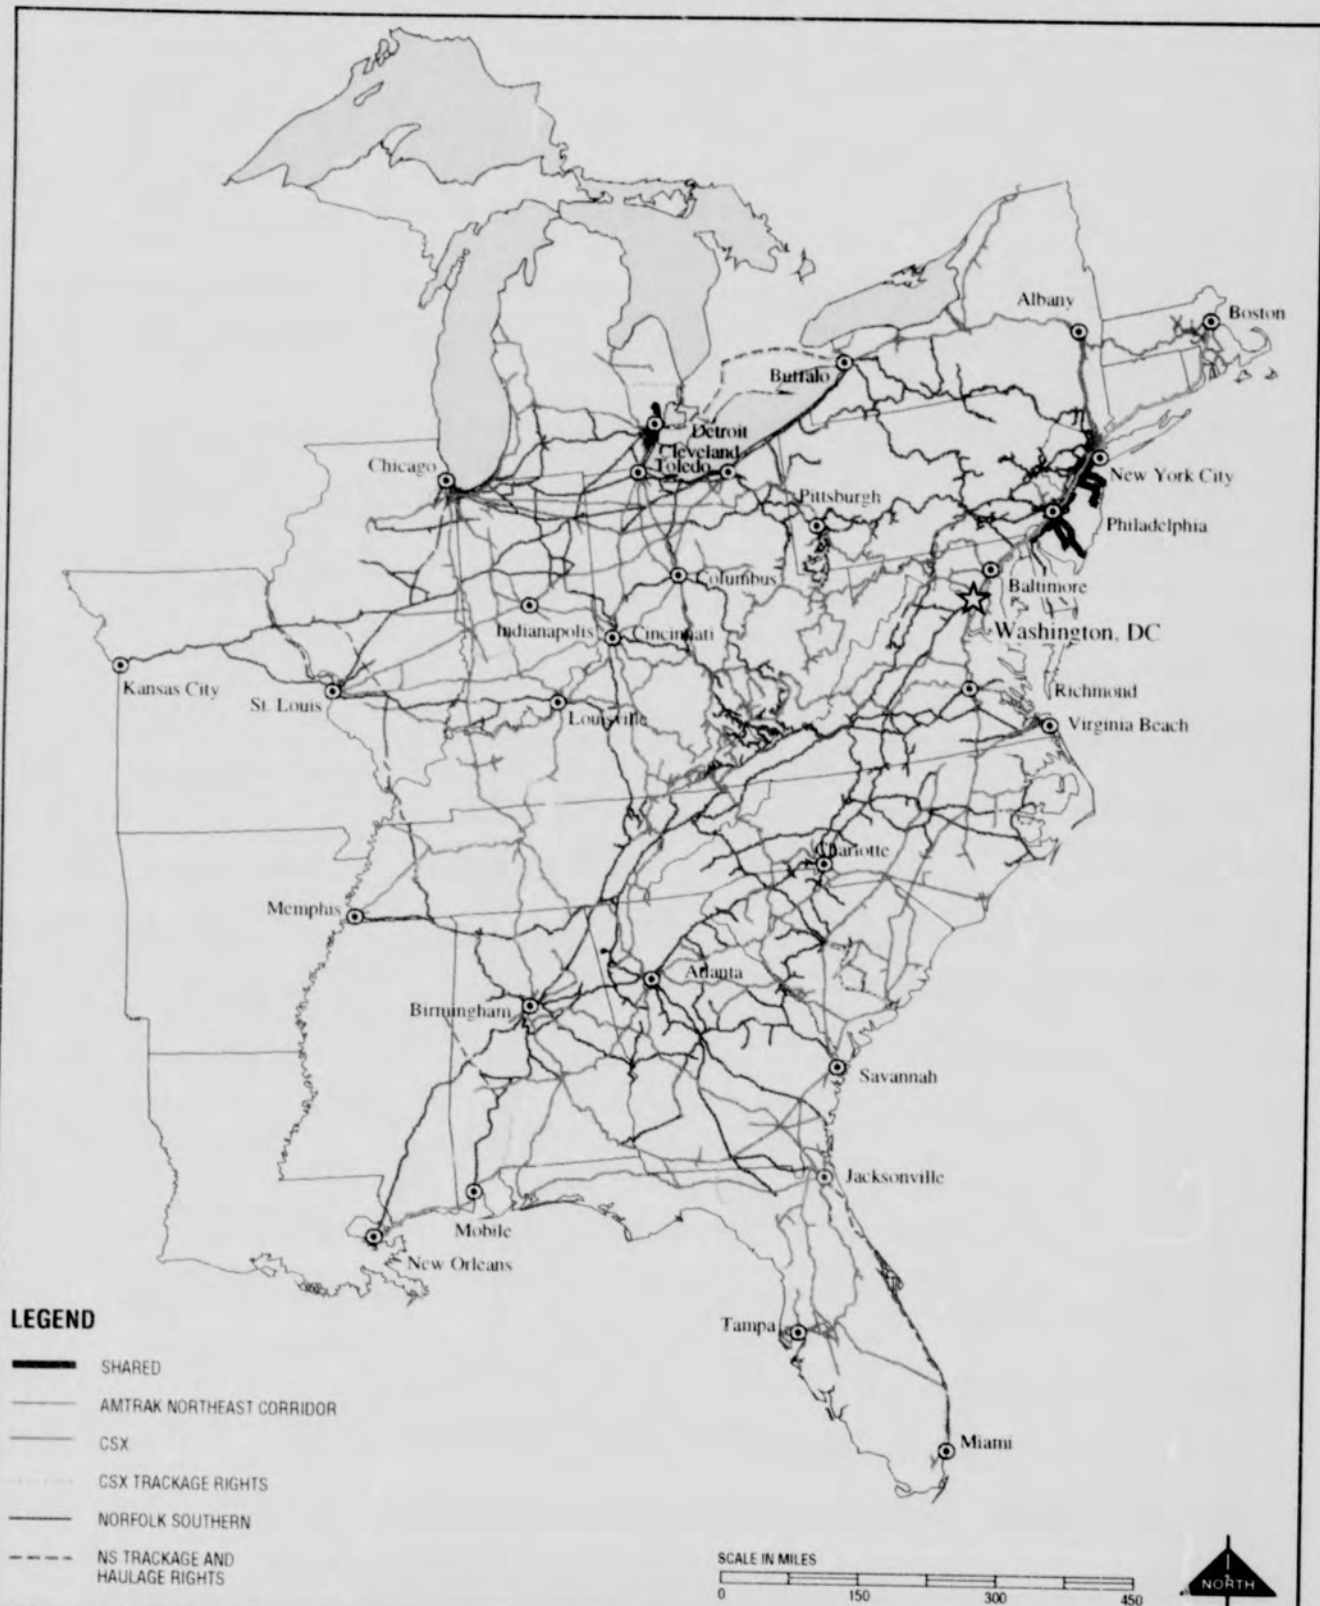 Albany
Boston
Buffalo
Detroit
Cleveland
Toledo
Chicago
New York City
Pittsburgh
Philadelphia
Columbus
Baltimore
Indianapolis
Cincinnati
Washington, DC
Kansas City
St. Louis
Louisville
Richmond
Virginia Beach
Charlotte
Memphis
Atlanta
Birmingham
Savannah
Jacksonville
Mobile
New Orleans
Tampa
Miami
LEGEND
SHARED
AMTRAK NORTHEAST CORRIDOR
CSX
CSX TRACKAGE RIGHTS
NORFOLK SOUTHERN
NS TRACKAGE AND
HAULAGE RIGHTS
SCALE IN MILES
0 150 300 450
NORTH